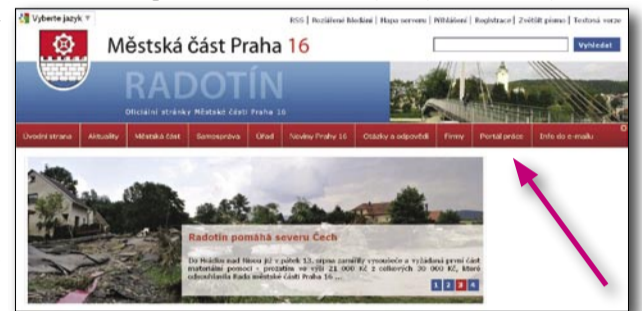 Vyberte jazyk ▼
RSS | Rozšířené hledání | Mapa serveru | Přihlášení | Registrace | Zvětšit písmo | Textová verze
Městská část Praha 16
Vyhledat
RADOTÍN
Oficiální stránky Městské části Praha 16
Úvodní strana
Aktuality
Městská část
Samospráva
Úřad
Noviny Prahy 16
Otázky a odpovědi
Firmy
Portál práce
Info do e-mailu
Radotín pomáhá severu Čech
Do Hrádku nad Nisou již v pátek 13. srpna zamířily vysoušeče a vyžádaná první část
materiální pomoci - prozatím ve výši 21 000 Kč z celkových 30 000 Kč, které
odsouhlasila Rada městské části Praha 16 ...
1 2 3 4